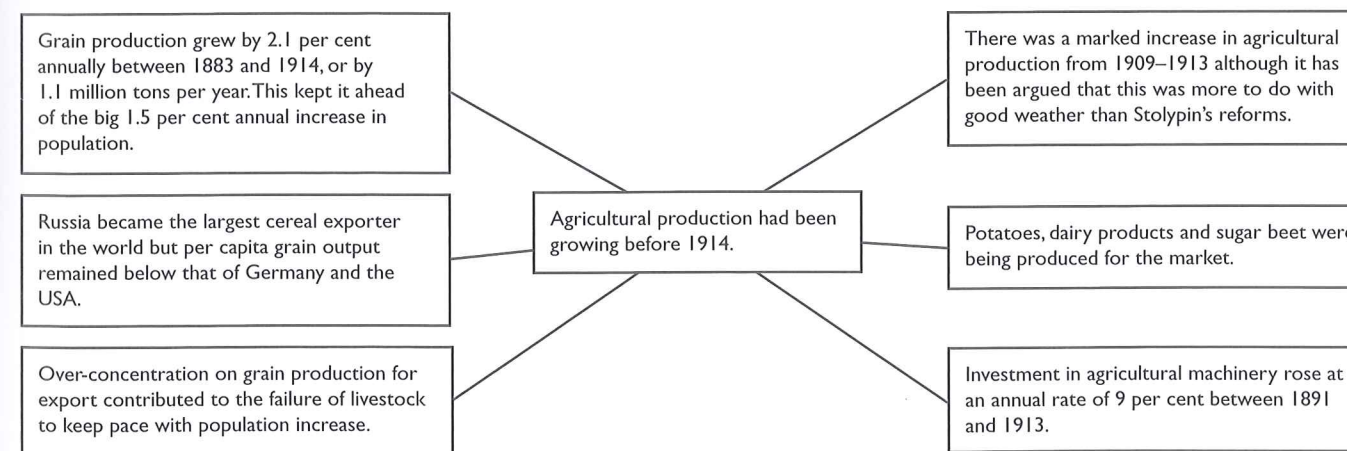 Grain production grew by 2.1 per cent
annually between 1883 and 1914, or by
1.1 million tons per year. This kept it ahead
of the big 1.5 per cent annual increase in
population.
Russia became the largest cereal exporter
in the world but per capita grain output
remained below that of Germany and the
USA.
Over-concentration on grain production for
export contributed to the failure of livestock
to keep pace with population increase.
Agricultural production had been
growing before 1914.
There was a marked increase in agricultural
production from 1909–1913 although it has
been argued that this was more to do with
good weather than Stolypin's reforms.
Potatoes, dairy products and sugar beet were
being produced for the market.
Investment in agricultural machinery rose at
an annual rate of 9 per cent between 1891
and 1913.